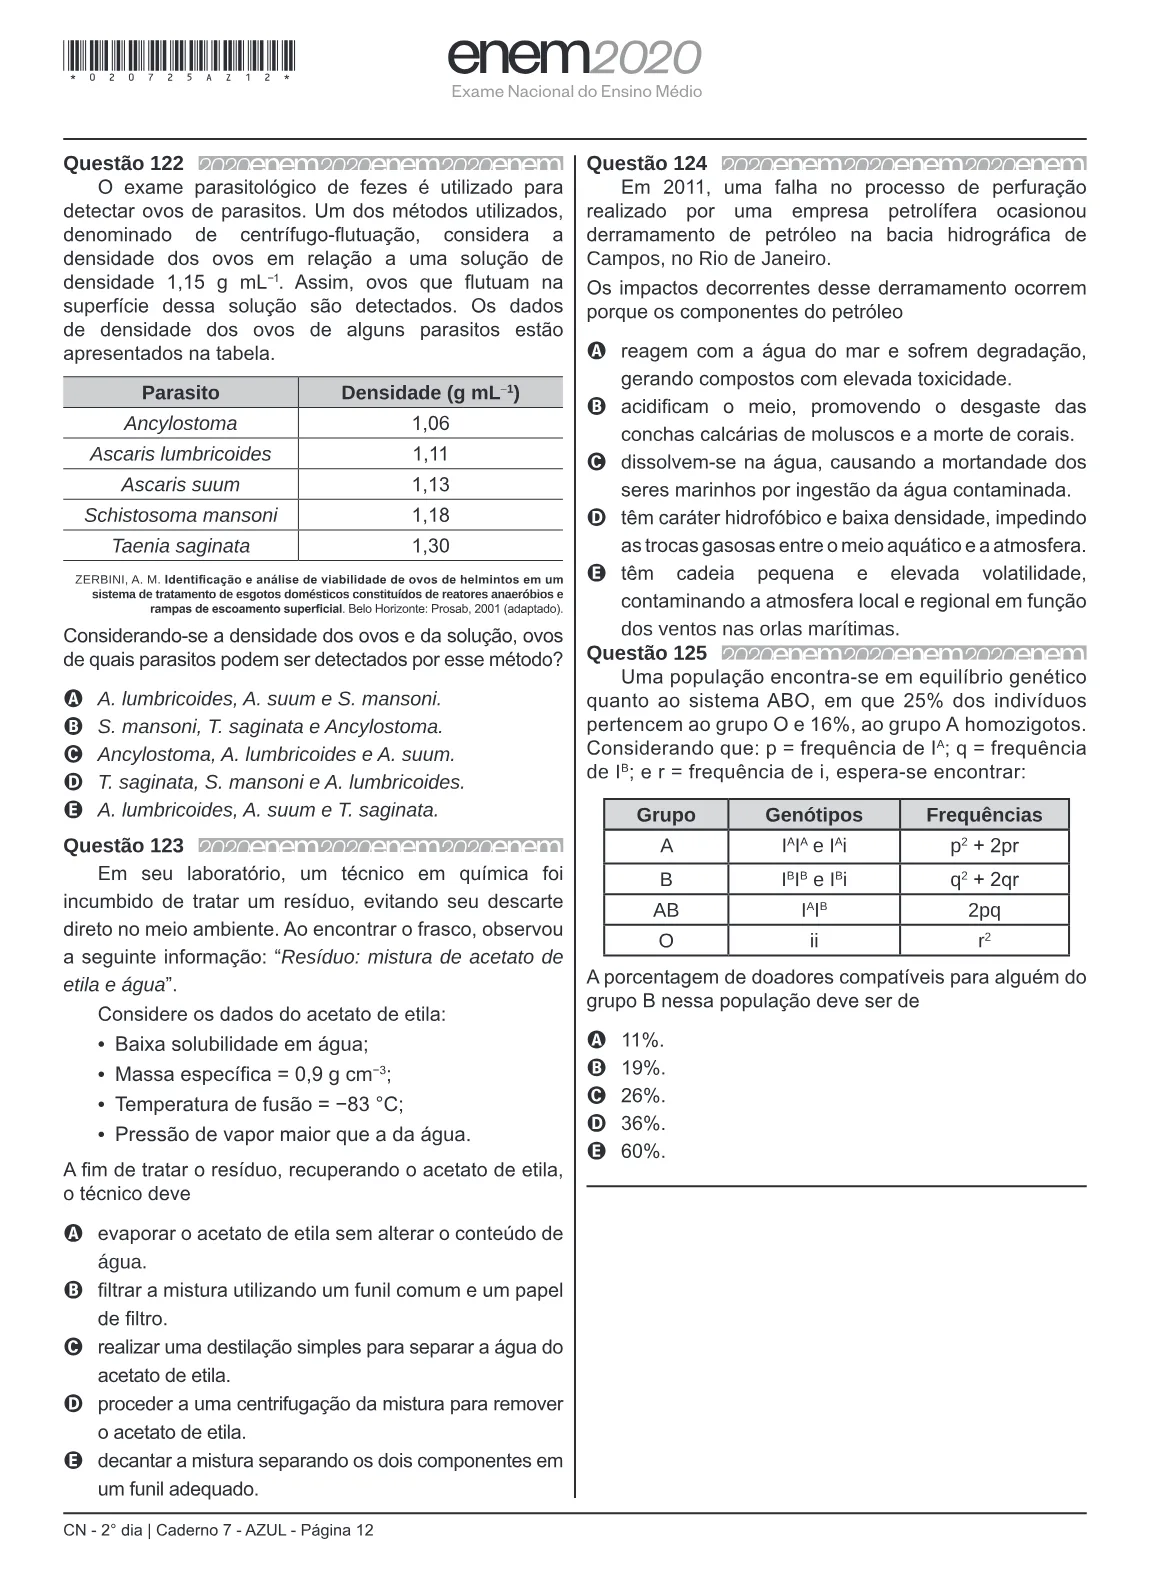 *020725AZ12*
enem2020
Exame Nacional do Ensino Médio
Questão 122 2020enem2020enem2020enem
O exame parasitológico de fezes é utilizado para
detectar ovos de parasitos. Um dos métodos utilizados,
denominado de centrífugo-flutuação, considera a
densidade dos ovos em relação a uma solução de
densidade 1,15 g mL⁻¹. Assim, ovos que flutuam na
superfície dessa solução são detectados. Os dados
de densidade dos ovos de alguns parasitos estão
apresentados na tabela.
Parasito Densidade (g mL⁻¹)
Ancylostoma 1,06
Ascaris lumbricoides 1,11
Ascaris suum 1,13
Schistosoma mansoni 1,18
Taenia saginata 1,30
ZERBINI, A. M. Identificação e análise de viabilidade de ovos de helmintos em um
sistema de tratamento de esgotos domésticos constituídos de reatores anaeróbios e
rampas de escoamento superficial. Belo Horizonte: Prosab, 2001 (adaptado).
Considerando-se a densidade dos ovos e da solução, ovos
de quais parasitos podem ser detectados por esse método?
A A. lumbricoides, A. suum e S. mansoni.
B S. mansoni, T. saginata e Ancylostoma.
C Ancylostoma, A. lumbricoides e A. suum.
D T. saginata, S. mansoni e A. lumbricoides.
E A. lumbricoides, A. suum e T. saginata.
Questão 123 2020enem2020enem2020enem
Em seu laboratório, um técnico em química foi
incumbido de tratar um resíduo, evitando seu descarte
direto no meio ambiente. Ao encontrar o frasco, observou
a seguinte informação: “Resíduo: mistura de acetato de
etila e água”.
Considere os dados do acetato de etila:
• Baixa solubilidade em água;
• Massa específica = 0,9 g cm⁻³;
• Temperatura de fusão = −83 °C;
• Pressão de vapor maior que a da água.
A fim de tratar o resíduo, recuperando o acetato de etila,
o técnico deve
A evaporar o acetato de etila sem alterar o conteúdo de
água.
B filtrar a mistura utilizando um funil comum e um papel
de filtro.
C realizar uma destilação simples para separar a água do
acetato de etila.
D proceder a uma centrifugação da mistura para remover
o acetato de etila.
E decantar a mistura separando os dois componentes em
um funil adequado.
Questão 124 2020enem2020enem2020enem
Em 2011, uma falha no processo de perfuração
realizado por uma empresa petrolífera ocasionou
derramamento de petróleo na bacia hidrográfica de
Campos, no Rio de Janeiro.
Os impactos decorrentes desse derramamento ocorrem
porque os componentes do petróleo
A reagem com a água do mar e sofrem degradação,
gerando compostos com elevada toxicidade.
B acidificam o meio, promovendo o desgaste das
conchas calcárias de moluscos e a morte de corais.
C dissolvem-se na água, causando a mortandade dos
seres marinhos por ingestão da água contaminada.
D têm caráter hidrofóbico e baixa densidade, impedindo
as trocas gasosas entre o meio aquático e a atmosfera.
E têm cadeia pequena e elevada volatilidade,
contaminando a atmosfera local e regional em função
dos ventos nas orlas marítimas.
Questão 125 2020enem2020enem2020enem
Uma população encontra-se em equilíbrio genético
quanto ao sistema ABO, em que 25% dos indivíduos
pertencem ao grupo O e 16%, ao grupo A homozigotos.
Considerando que: p = frequência de Iᴬ; q = frequência
de Iᴮ; e r = frequência de i, espera-se encontrar:
Grupo Genótipos Frequências
A IᴬIᴬ e Iᴬi p² + 2pr
B IᴮIᴮ e Iᴮi q² + 2qr
AB IᴬIᴮ 2pq
O ii r²
A porcentagem de doadores compatíveis para alguém do
grupo B nessa população deve ser de
A 11%.
B 19%.
C 26%.
D 36%.
E 60%.
CN - 2° dia | Caderno 7 - AZUL - Página 12